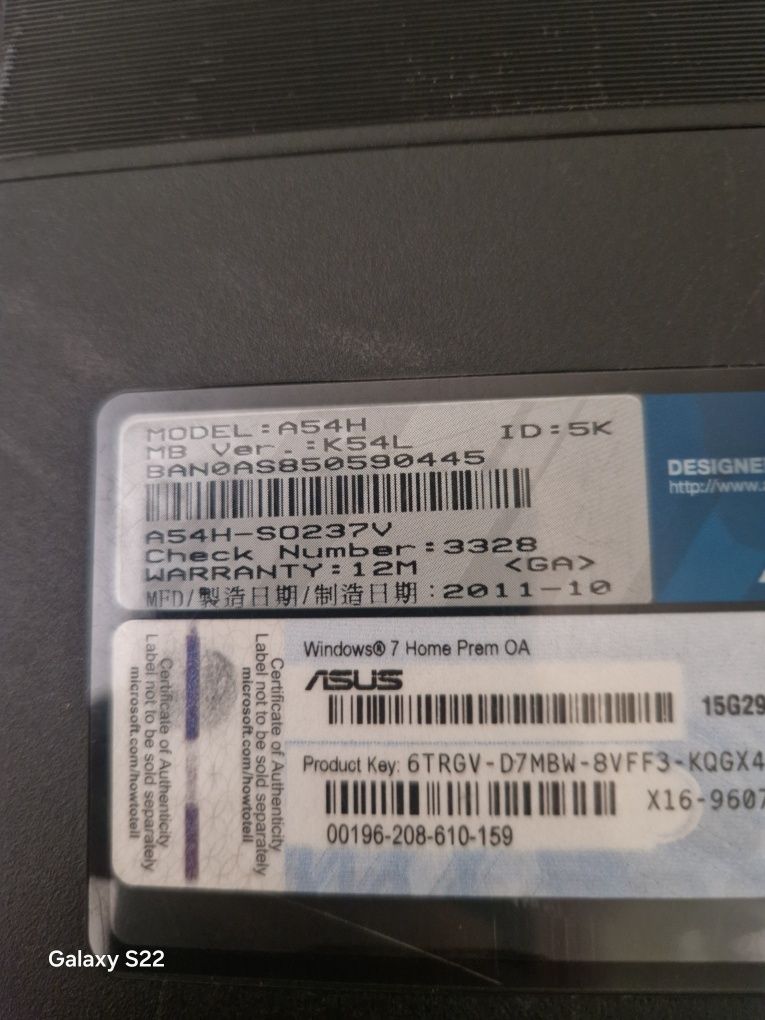 MODEL:A54H
MB Ver.:K54L
ID:5K
BAN0AS850590445
A54H-SO237V
Check Number:3328
WARRANTY:12M <GA>
MFD/製造日期/制造日期:2011-10
DESIGNE
http://www.
Certificate of Authenticity
Label not to be sold separately
microsoft.com/howtotell
Certificate of Authenticity
Label not to be sold separately
microsoft.com/howtotell
Windows® 7 Home Prem OA
ASUS
15G29
Product Key: 6TRGV-D7MBW-8VFF3-KQGX4
X16-9607
00196-208-610-159
Galaxy S22